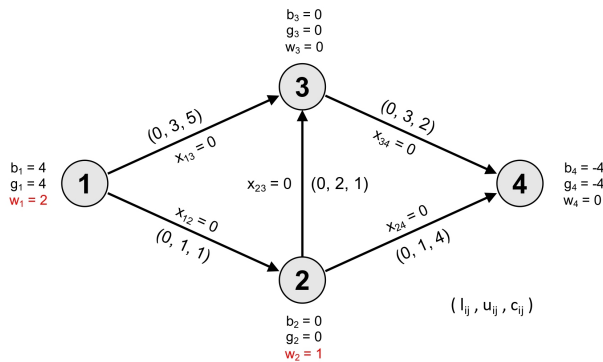 b₃ = 0
g₃ = 0
w₃ = 0
3
(0, 3, 5)
x₁₃ = 0
(0, 3, 2)
x₃₄ = 0
b₁ = 4
g₁ = 4
w₁ = 2
1
x₂₃ = 0
(0, 2, 1)
4
b₄ = -4
g₄ = -4
w₄ = 0
x₁₂ = 0
(0, 1, 1)
x₂₄ = 0
(0, 1, 4)
2
b₂ = 0
g₂ = 0
w₂ = 1
( lᵢⱼ , uᵢⱼ , cᵢⱼ )